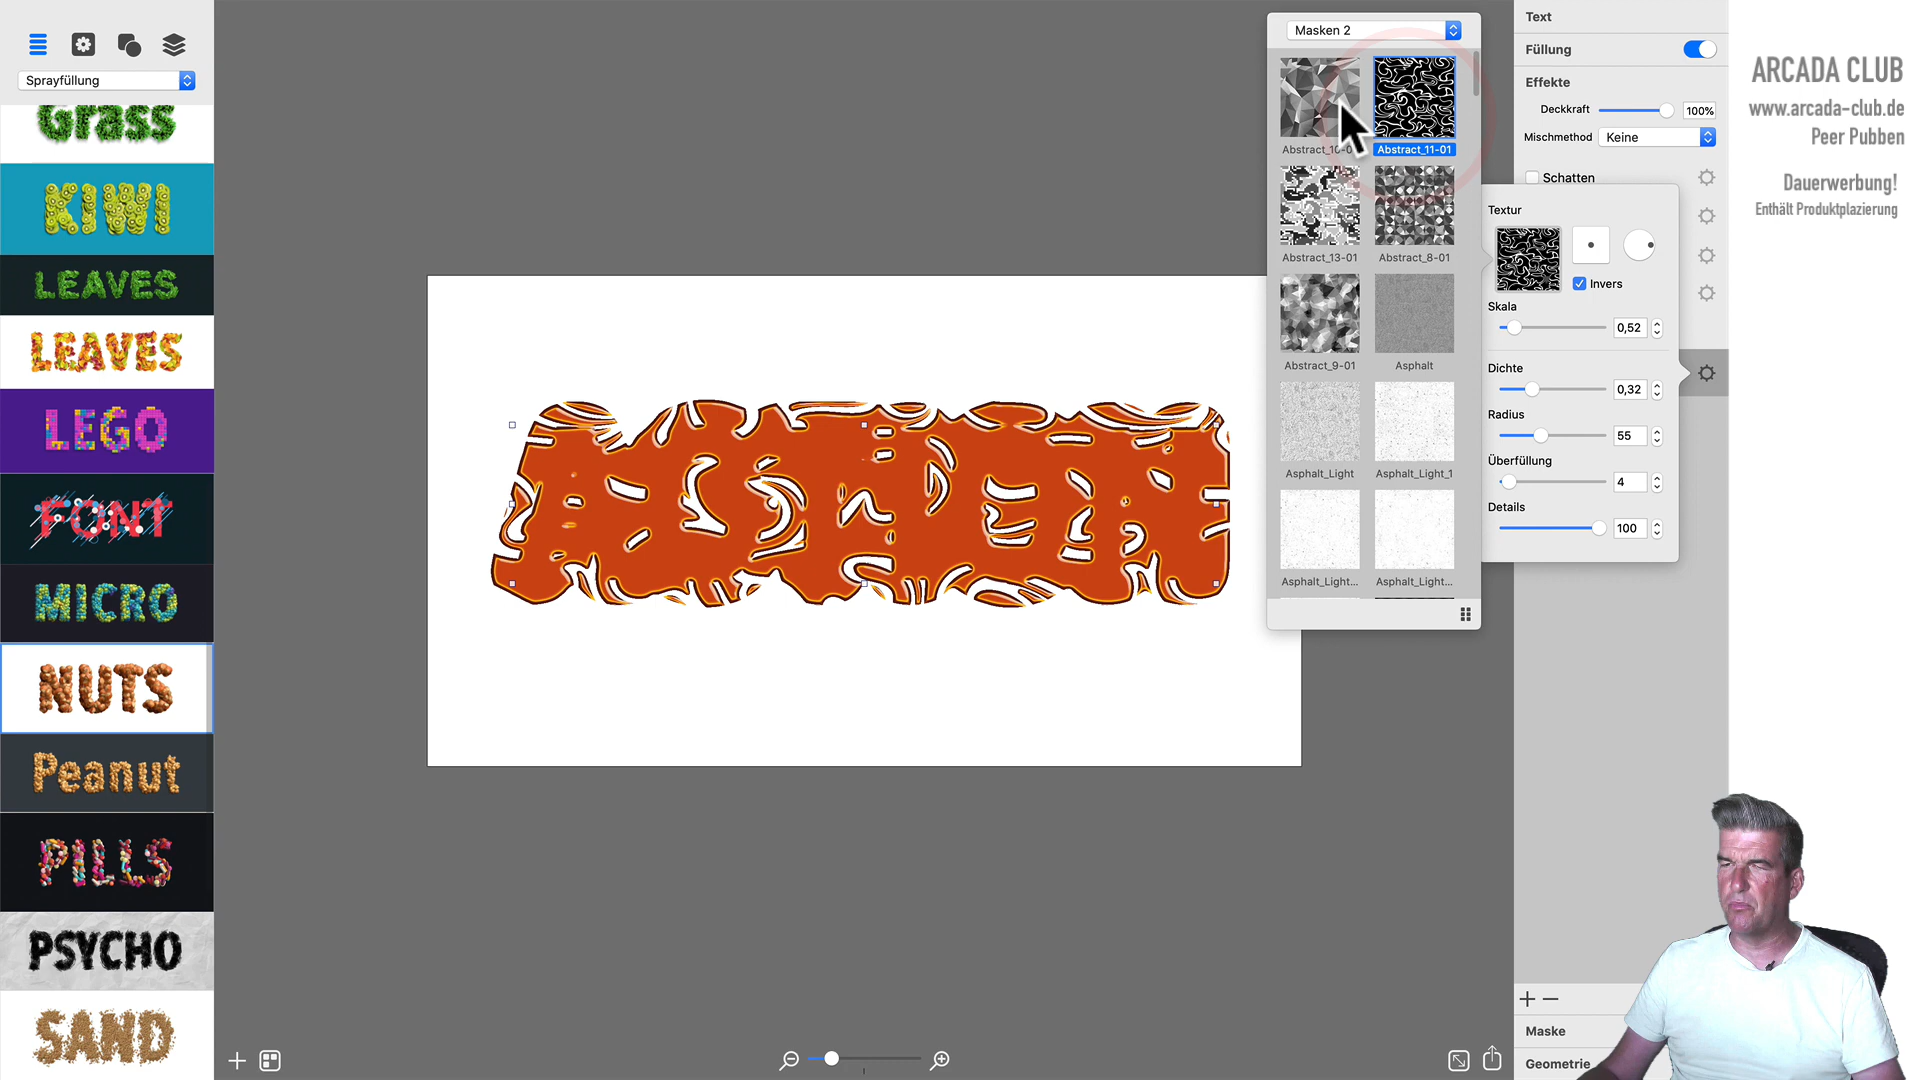 Sprayfüllung
Grass
KIWI
LEAVES
LEAVES
LEGO
FONT
MICRO
NUTS
Peanut
PILLS
PSYCHO
SAND
Masken 2
Abstract_11-01
Abstract_13-01
Abstract_8-01
Abstract_9-01
Asphalt
Asphalt_Light
Asphalt_Light_1
Asphalt_Light...
Asphalt_Light...
Text
Füllung
Effekte
Deckkraft
100%
Mischmethod
Keine
Schatten
Textur
Invers
Skala
0,52
Dichte
0,32
Radius
55
Überfüllung
4
Details
100
Maske
Geometrie
ARCADA CLUB
www.arcada-club.de
Peer Pubben
Dauerwerbung!
Enthält Produktplazierung